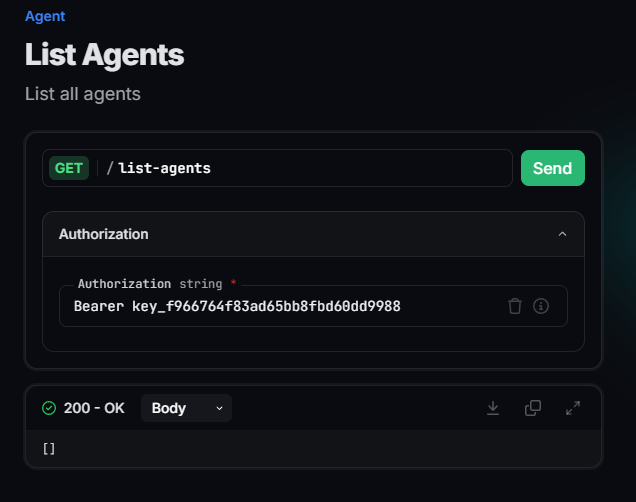 Agent
List Agents
List all agents
GET /list-agents Send
Authorization
Authorization string *
Bearer key_f966764f83ad65bb8fbd60dd9988
200 - OK Body
[]